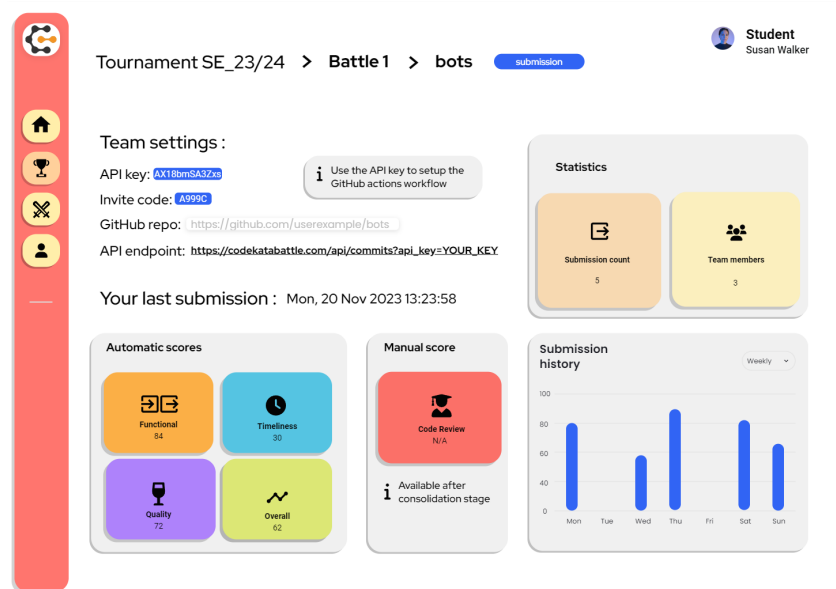 Tournament SE_23/24 > Battle 1 > bots submission
Student
Susan Walker
Team settings :
API key: AX18bmSA3Zxs
Invite code: A999C
GitHub repo: https://github.com/userexample/bots
API endpoint: https://codekatabattle.com/api/commits?api_key=YOUR_KEY
Use the API key to setup the
GitHub actions workflow
Statistics
Submission count
5
Team members
3
Your last submission : Mon, 20 Nov 2023 13:23:58
Automatic scores
Functional
84
Timeliness
30
Quality
72
Overall
62
Manual score
Code Review
N/A
Available after
consolidation stage
Submission
history
Weekly
100
80
60
40
0
Mon Tue Wed Thu Fri Sat Sun